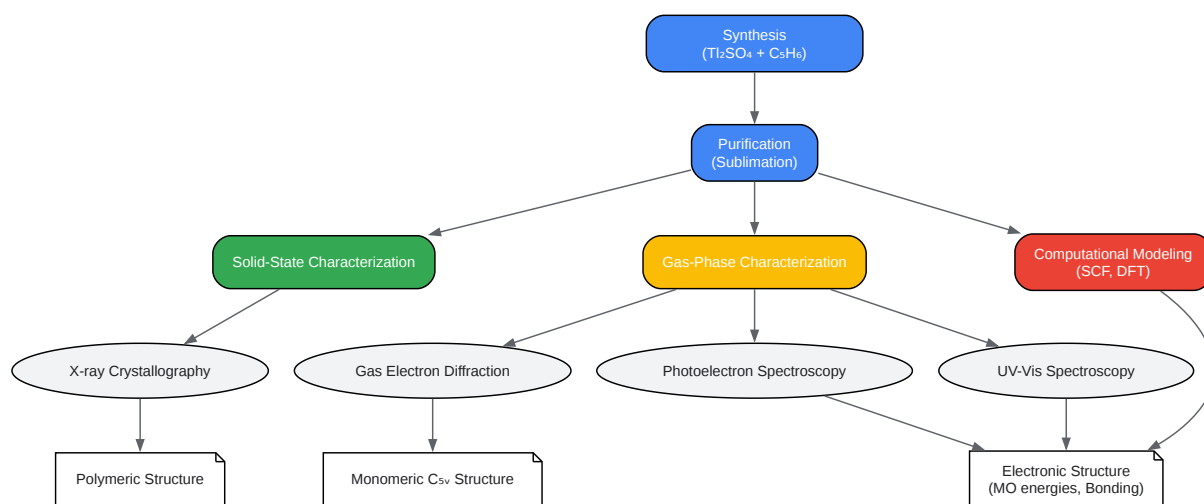 Synthesis
(Tl₂SO₄ + C₅H₆)
Purification
(Sublimation)
Solid-State Characterization
Gas-Phase Characterization
Computational Modeling
(SCF, DFT)
X-ray Crystallography
Gas Electron Diffraction
Photoelectron Spectroscopy
UV-Vis Spectroscopy
Polymeric Structure
Monomeric C₅ᵥ Structure
Electronic Structure
(MO energies, Bonding)